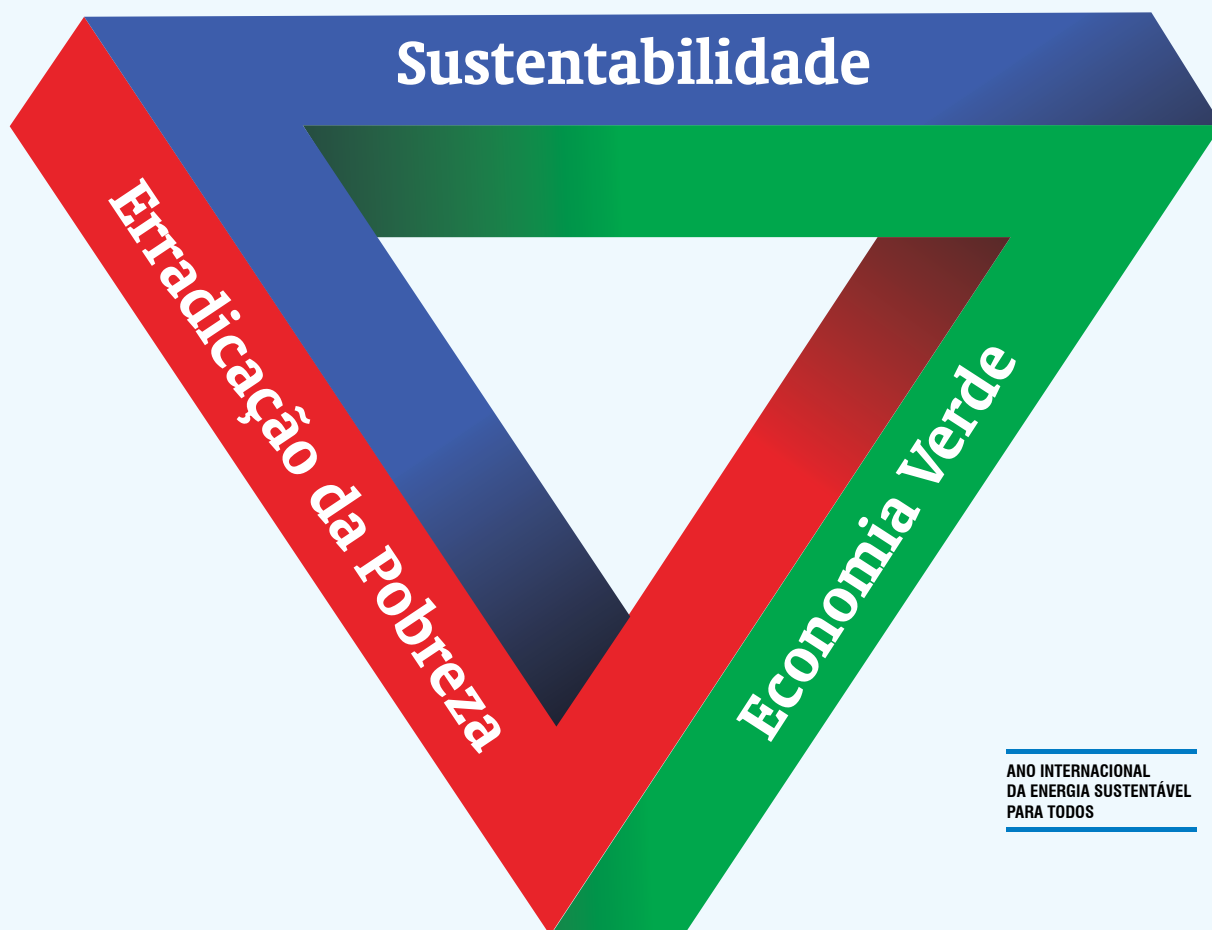 Sustentabilidade
Erradicação da Pobreza
Economia Verde
ANO INTERNACIONAL
DA ENERGIA SUSTENTÁVEL
PARA TODOS